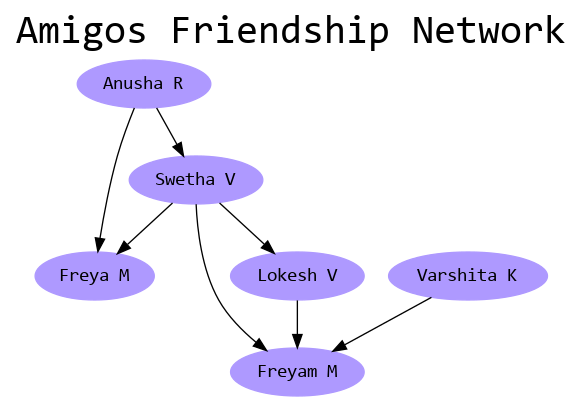 Amigos Friendship Network
Anusha R
Swetha V
Freya M
Lokesh V
Varshita K
Freyam M